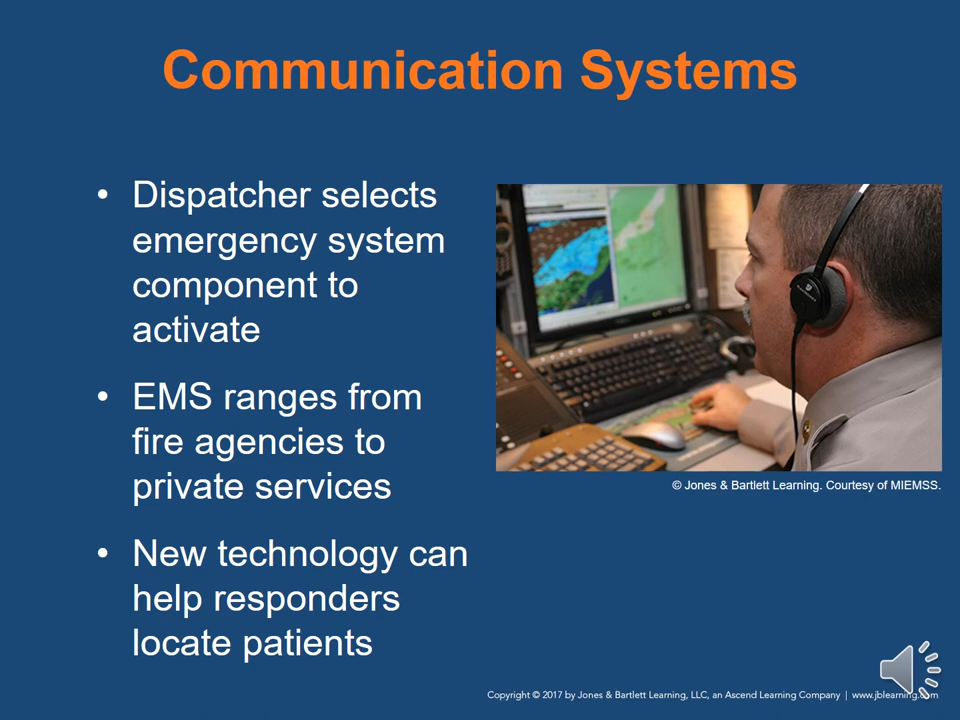 Communication Systems
• Dispatcher selects
emergency system
component to
activate
• EMS ranges from
fire agencies to
private services
• New technology can
help responders
locate patients
© Jones & Bartlett Learning. Courtesy of MIEMSS.
Copyright © 2017 by Jones & Bartlett Learning, LLC, an Ascend Learning Company | www.jblearning.com